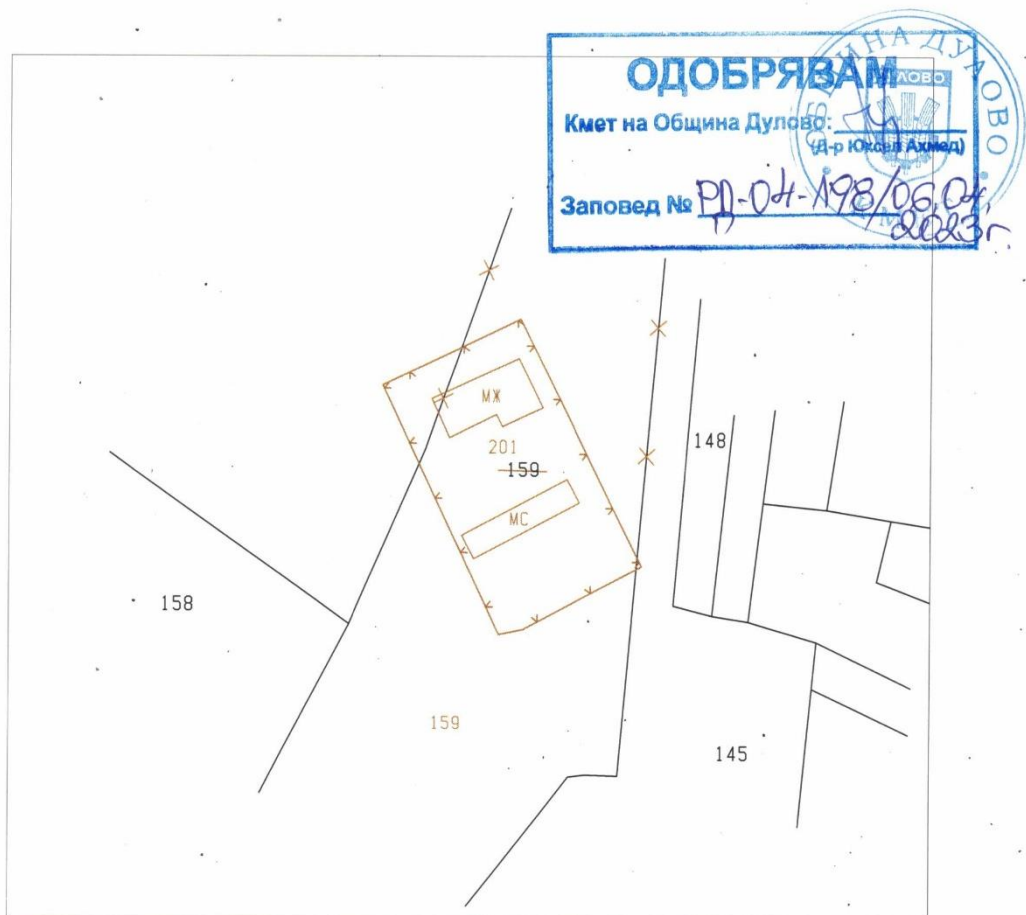 ОДОБРЯВАМ
Кмет на Община Дулово:
(Д-р Юксел Ахмед)
Заповед № РД-04-198/06.04.
2023г.
ОБЩИНА ДУЛОВО
МЖ
201
159
МС
148
158
159
145